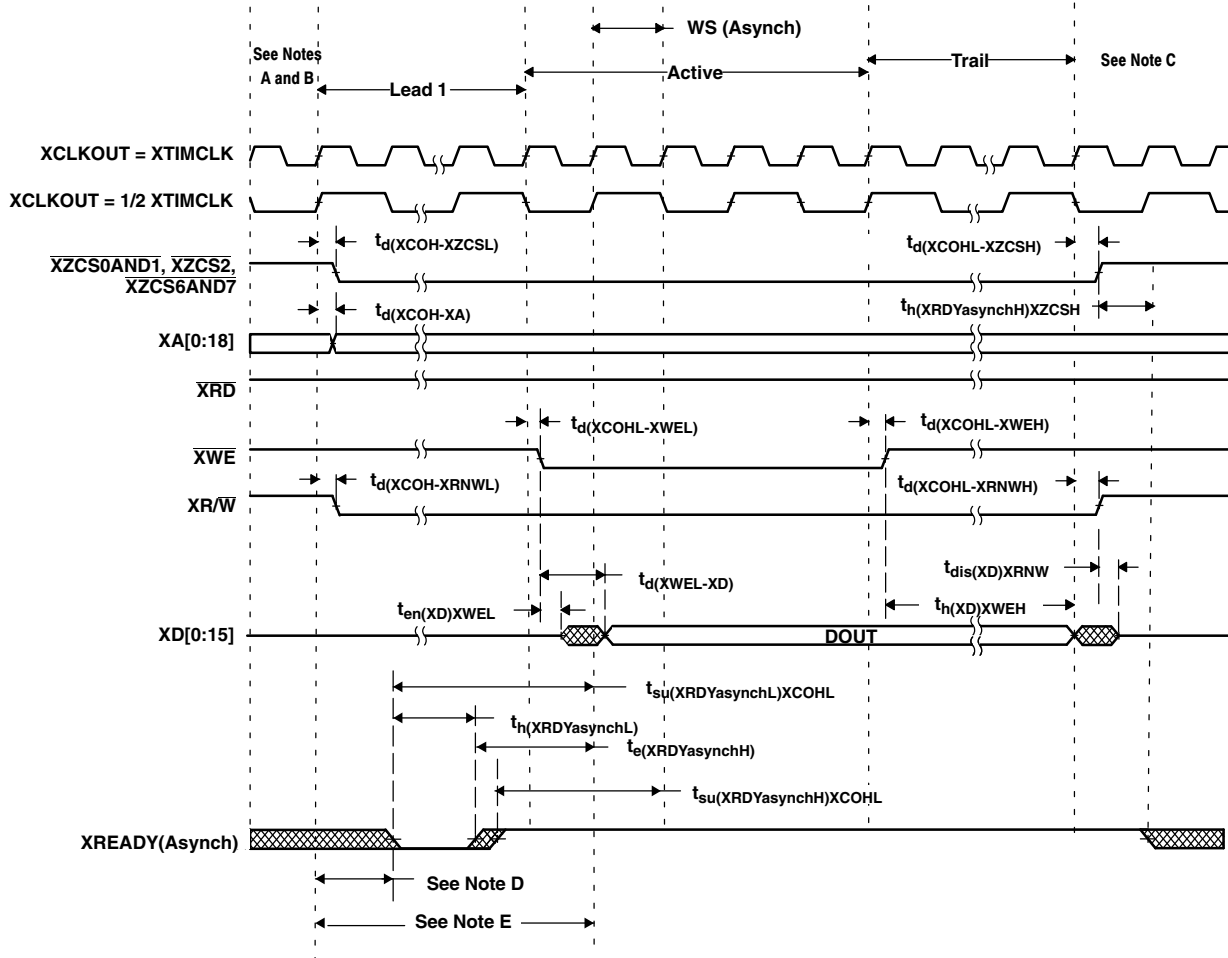 WS (Asynch)
See Notes
A and B
Lead 1
Active
Trail
See Note C
XCLKOUT = XTIMCLK
XCLKOUT = 1/2 XTIMCLK
td(XCOH-XZCSL)
td(XCOHL-XZCSH)
XZCS0AND1, XZCS2,
XZCS6AND7
td(XCOH-XA)
th(XRDYasynchH)XZCSH
XA[0:18]
XRD
td(XCOHL-XWEL)
td(XCOHL-XWEH)
XWE
td(XCOH-XRNWL)
td(XCOHL-XRNWH)
XR/W
td(XWEL-XD)
tdis(XD)XRNW
ten(XD)XWEL
th(XD)XWEH
XD[0:15]
DOUT
tsu(XRDYasynchL)XCOHL
th(XRDYasynchL)
te(XRDYasynchH)
tsu(XRDYasynchH)XCOHL
XREADY(Asynch)
See Note D
See Note E